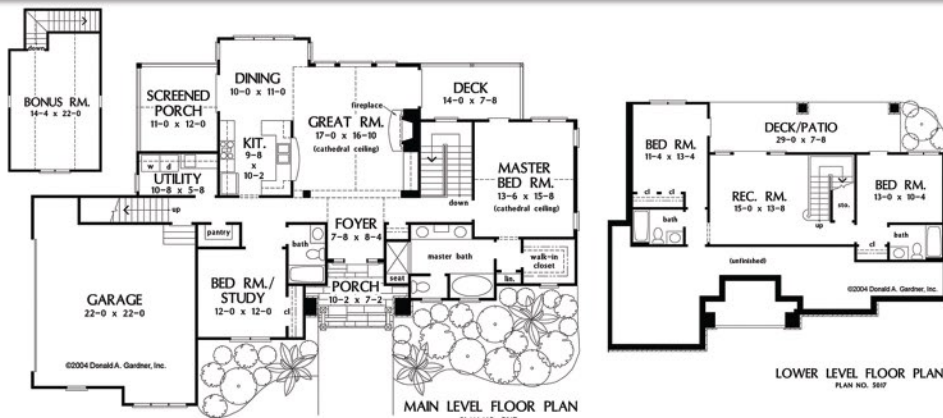 down
BONUS RM.
14-4 x 22-0
SCREENED
PORCH
11-0 x 12-0
DINING
10-0 x 11-0
KIT.
9-8
x
10-2
GREAT RM.
17-0 x 16-10
(cathedral ceiling)
fireplace
DECK
14-0 x 7-8
w d
UTILITY
10-8 x 5-8
up
down
MASTER
BED RM.
13-6 x 15-8
(cathedral ceiling)
FOYER
7-8 x 8-4
pantry
bath
master bath
seat
lin.
walk-in
closet
BED RM./
STUDY
12-0 x 12-0
cl
PORCH
10-2 x 7-2
GARAGE
22-0 x 22-0
©2004 Donald A. Gardner, Inc.
MAIN LEVEL FLOOR PLAN
BED RM.
11-4 x 13-4
cl cl
bath
DECK/PATIO
29-0 x 7-8
REC. RM.
15-0 x 13-8
up
sto.
BED RM.
13-0 x 10-4
cl
bath
(unfinished)
©2004 Donald A. Gardner, Inc.
LOWER LEVEL FLOOR PLAN
PLAN NO. 5017